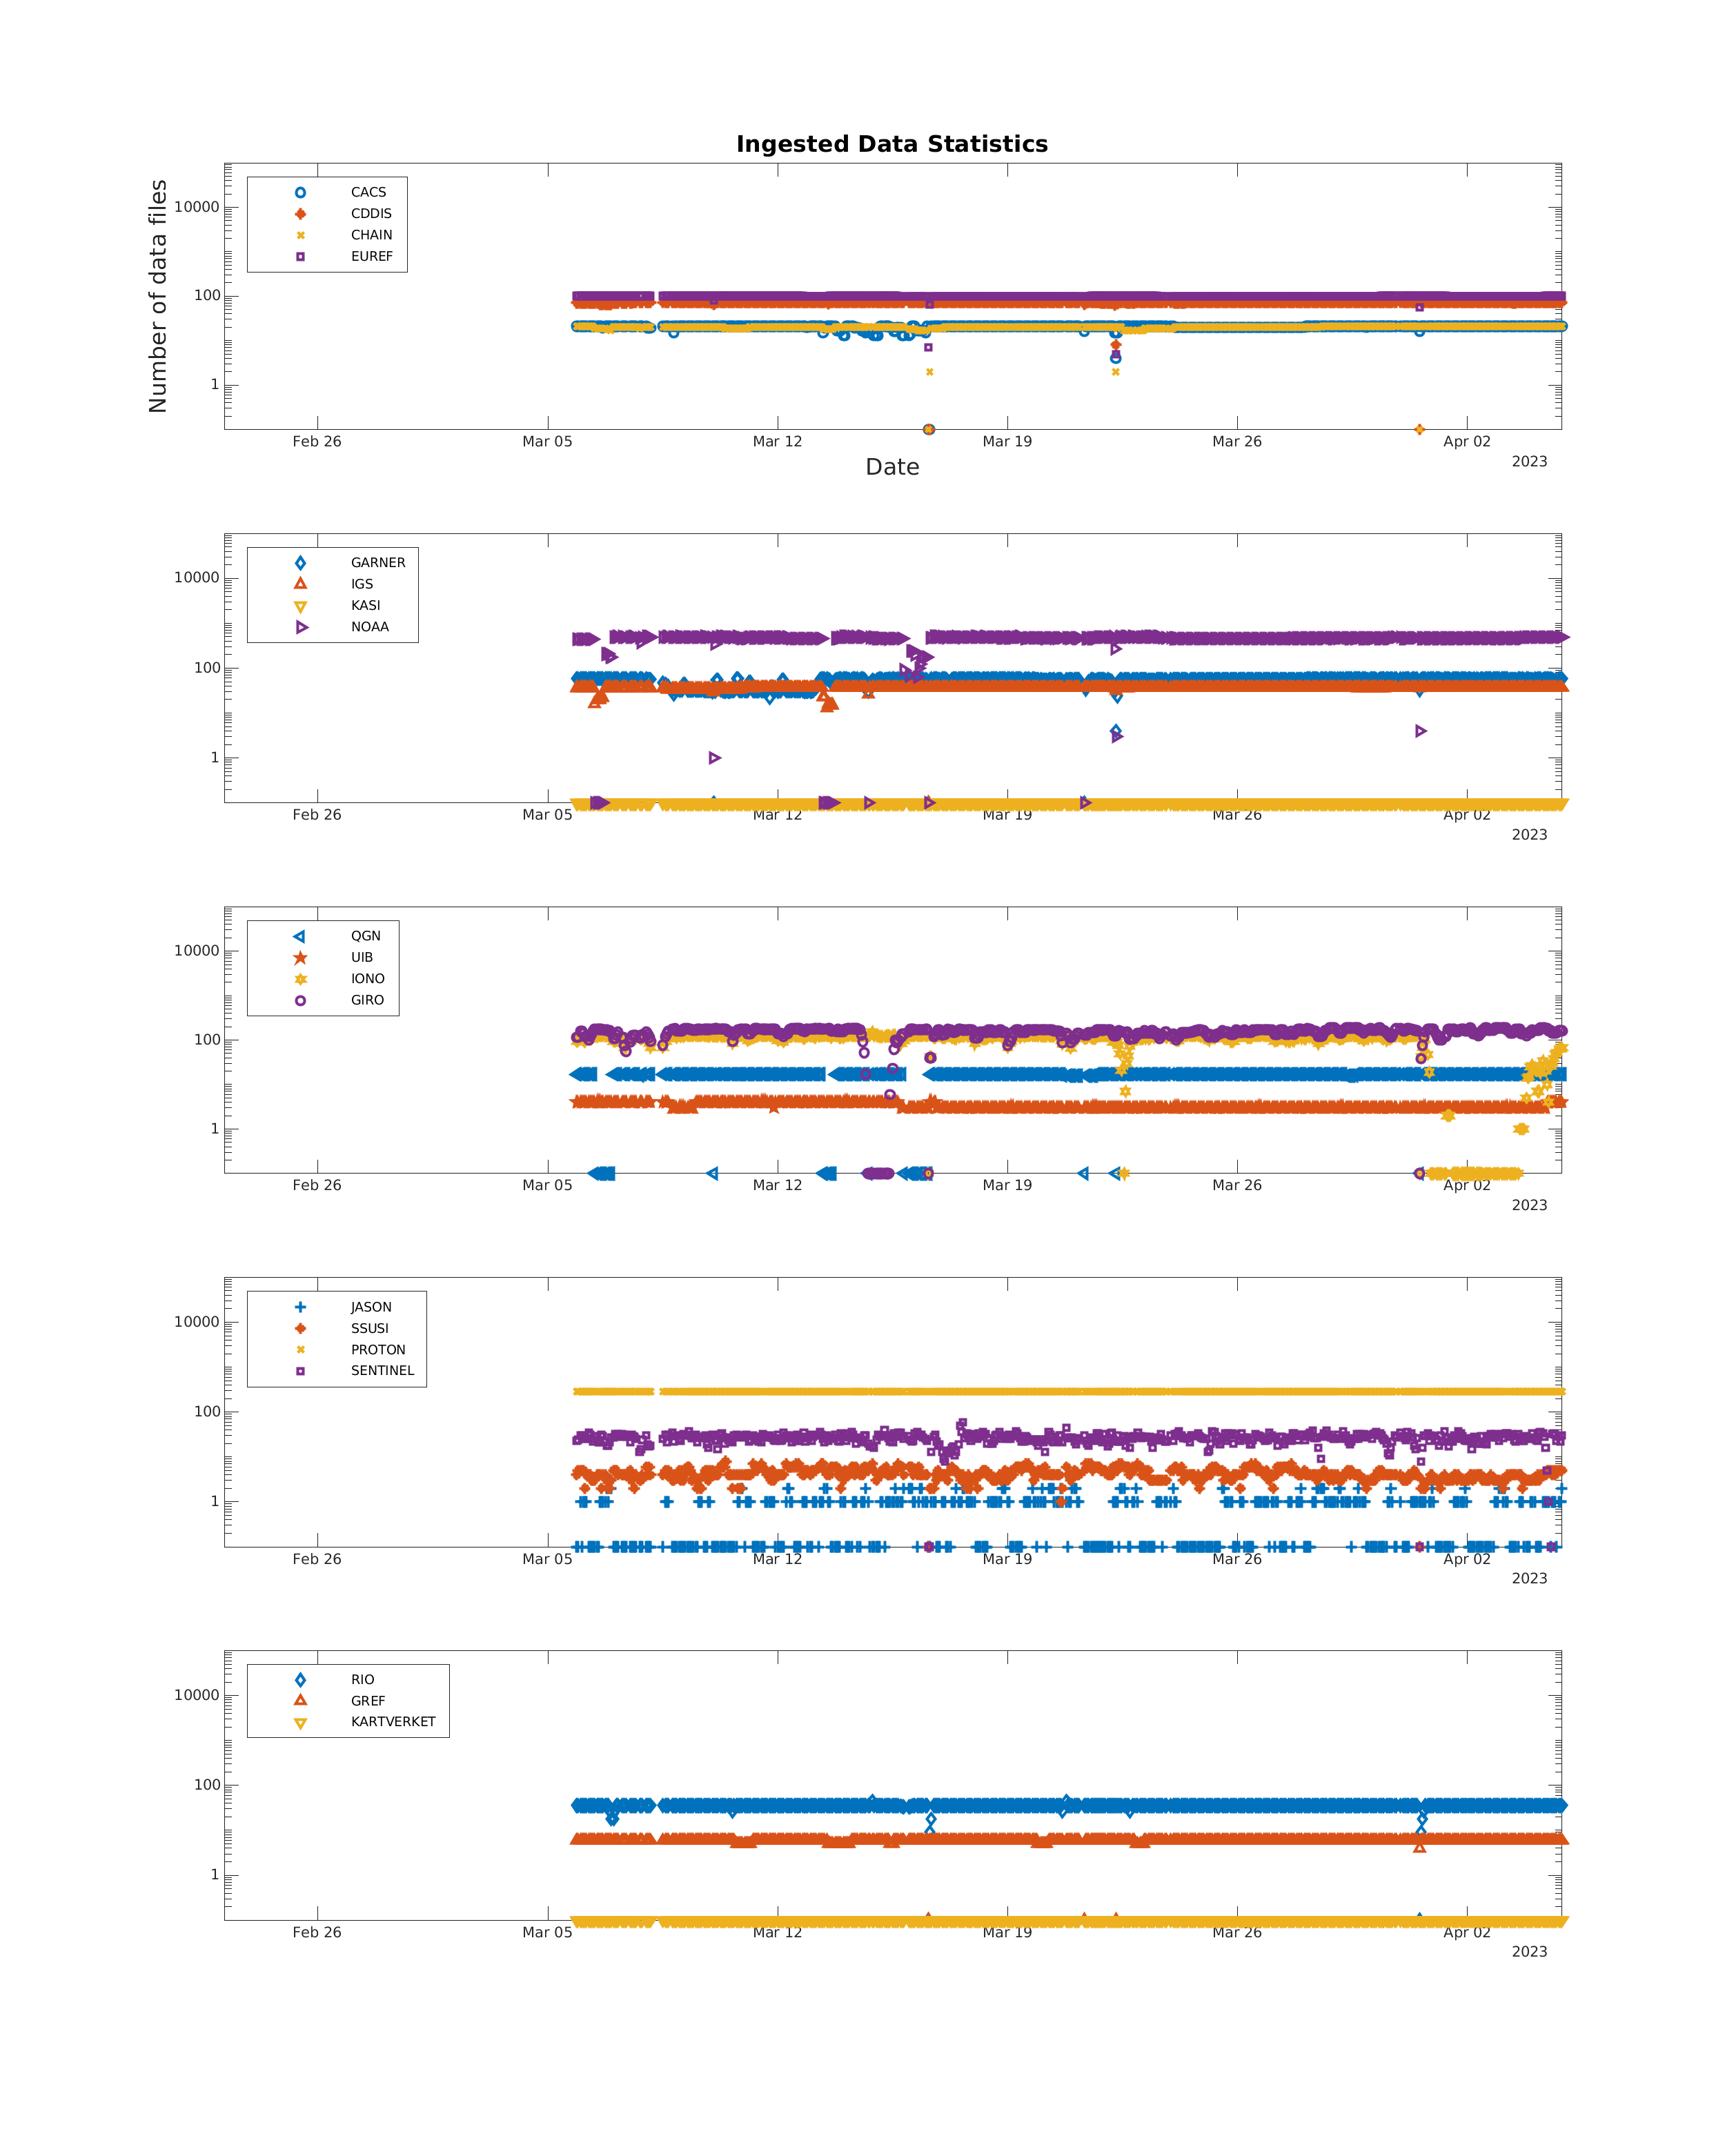 Ingested Data Statistics
Number of data files
CACS
CDDIS
CHAIN
EUREF
10000
100
1
Feb 26 Mar 05 Mar 12 Mar 19 Mar 26 Apr 02
2023
Date
GARNER
IGS
KASI
NOAA
10000
100
1
Feb 26 Mar 05 Mar 12 Mar 19 Mar 26 Apr 02
2023
QGN
UIB
IONO
GIRO
10000
100
1
Feb 26 Mar 05 Mar 12 Mar 19 Mar 26 Apr 02
2023
JASON
SSUSI
PROTON
SENTINEL
10000
100
1
Feb 26 Mar 05 Mar 12 Mar 19 Mar 26 Apr 02
2023
RIO
GREF
KARTVERKET
10000
100
1
Feb 26 Mar 05 Mar 12 Mar 19 Mar 26 Apr 02
2023